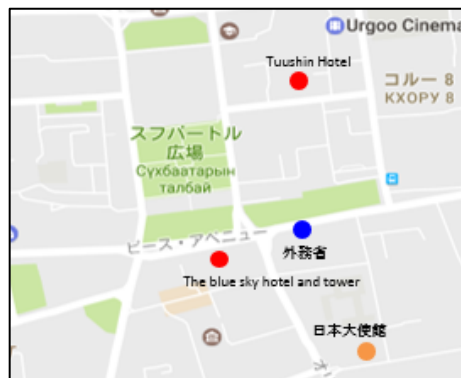 Urgoo Cinema
Tuushin Hotel
コルー 8
КХОРУ 8
スフバートル
広場
Сүхбаатарын
талбай
ピース・アベニュー
外務省
The blue sky hotel and tower
日本大使館